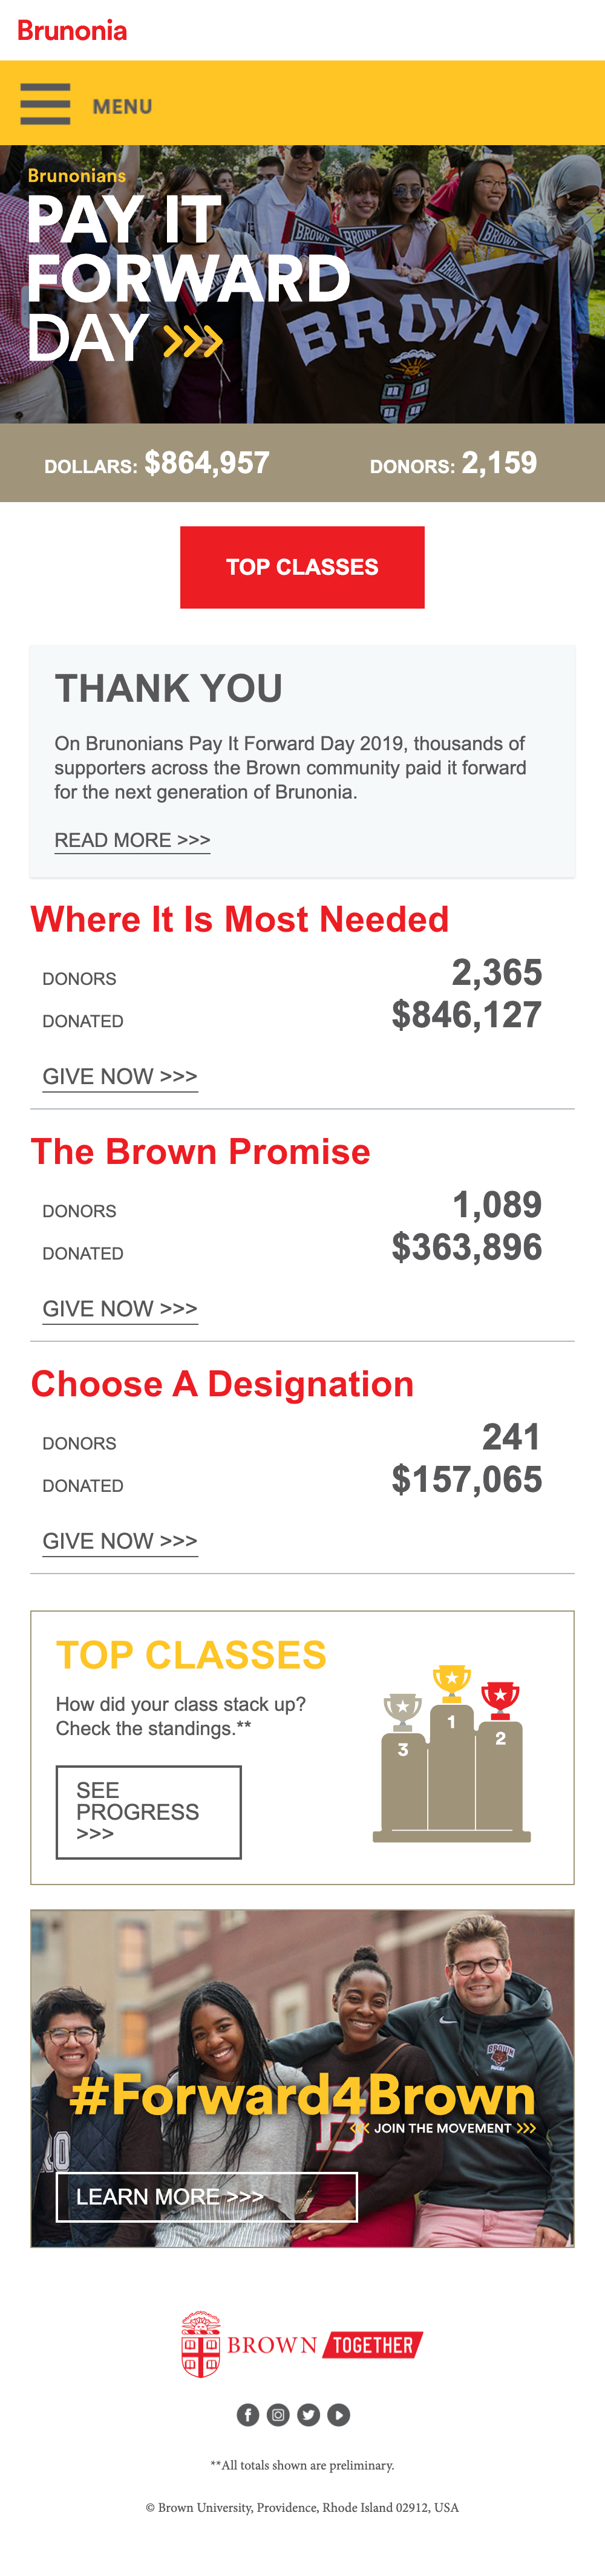 Brunonia
MENU
Brunonians
PAY IT
FORWARD
DAY >>>
BROWN
BROWN
BROWN
BROWN
BROWN
DOLLARS: $864,957
DONORS: 2,159
TOP CLASSES
THANK YOU
On Brunonians Pay It Forward Day 2019, thousands of
supporters across the Brown community paid it forward
for the next generation of Brunonia.
READ MORE >>>
Where It Is Most Needed
DONORS 2,365
DONATED $846,127
GIVE NOW >>>
The Brown Promise
DONORS 1,089
DONATED $363,896
GIVE NOW >>>
Choose A Designation
DONORS 241
DONATED $157,065
GIVE NOW >>>
TOP CLASSES
How did your class stack up?
Check the standings.**
SEE
PROGRESS
>>>
1
2
3
BROWN
RUGBY
#Forward4Brown
<<< JOIN THE MOVEMENT >>>
LEARN MORE >>>
BROWN TOGETHER
**All totals shown are preliminary.
© Brown University, Providence, Rhode Island 02912, USA